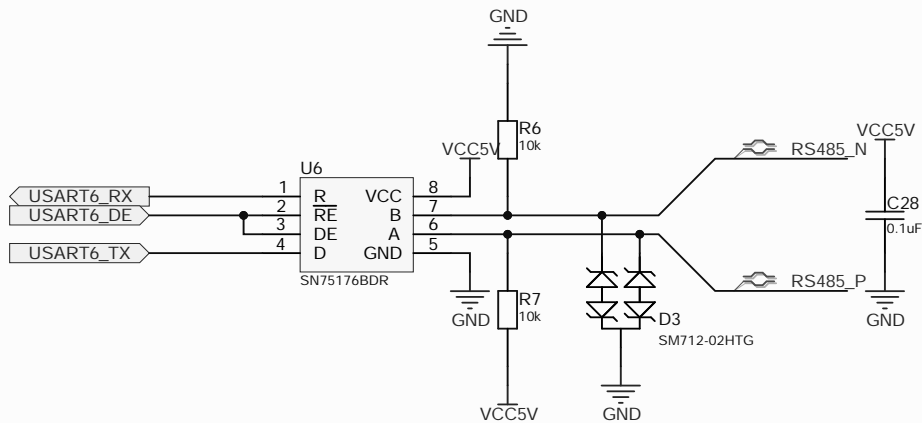 GND
R6
10k
VCC5V
VCC5V
RS485_N
U6
USART6_RX
1
R
VCC
8
USART6_DE
2
RE
B
7
3
DE
A
6
USART6_TX
4
D
GND
5
SN75176BDR
C28
0.1uF
RS485_P
GND
R7
10k
D3
SM712-02HTG
GND
VCC5V
GND